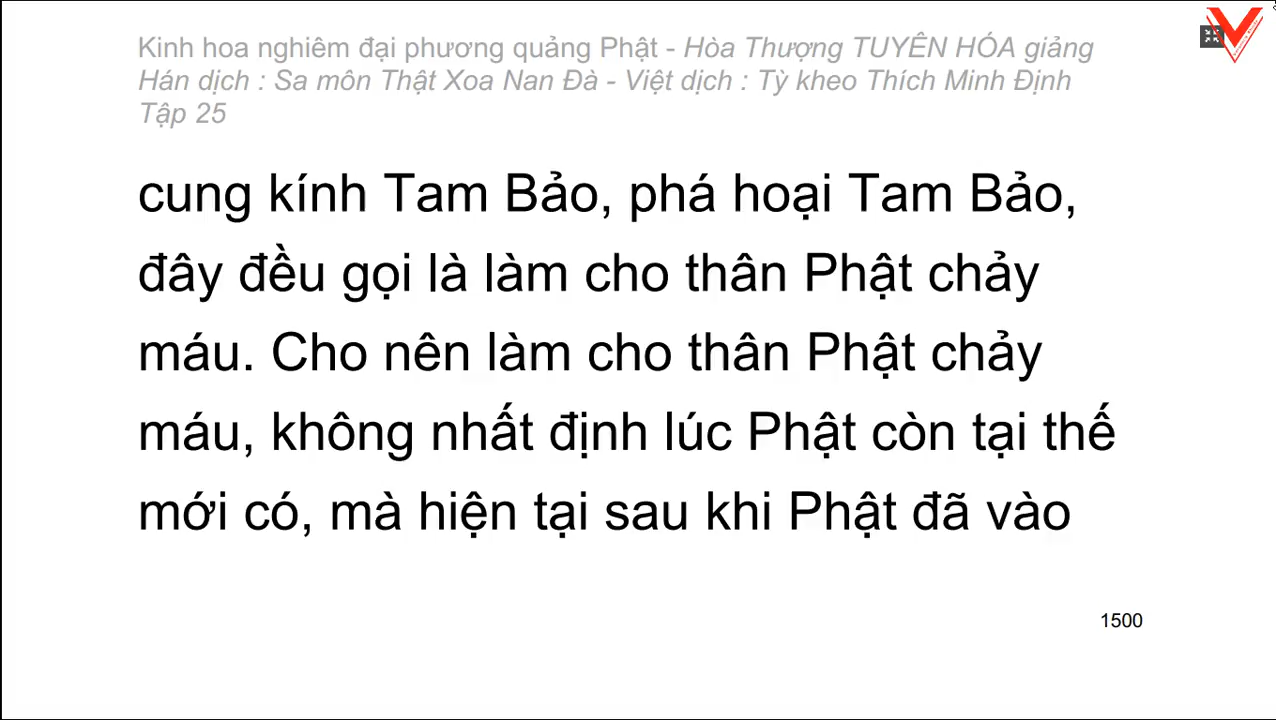 Kinh hoa nghiêm đại phương quảng Phật - Hòa Thượng TUYÊN HÓA giảng
Hán dịch : Sa môn Thật Xoa Nan Đà - Việt dịch : Tỳ kheo Thích Minh Định
Tập 25
cung kính Tam Bảo, phá hoại Tam Bảo,
đây đều gọi là làm cho thân Phật chảy
máu. Cho nên làm cho thân Phật chảy
máu, không nhất định lúc Phật còn tại thế
mới có, mà hiện tại sau khi Phật đã vào
1500